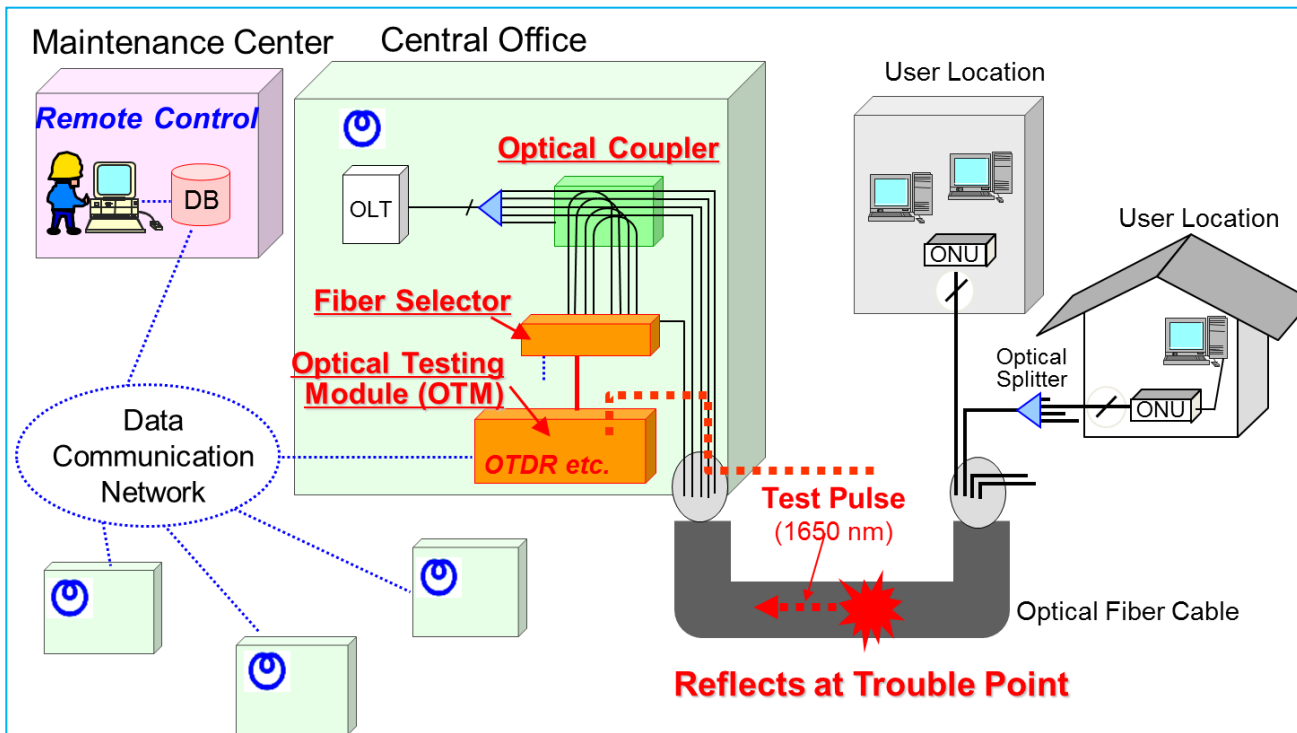 Maintenance Center
Central Office
Remote Control
DB
OLT
Optical Coupler
Fiber Selector
Optical Testing
Module (OTM)
OTDR etc.
Data
Communication
Network
User Location
ONU
User Location
Optical
Splitter
ONU
Test Pulse
(1650 nm)
Optical Fiber Cable
Reflects at Trouble Point